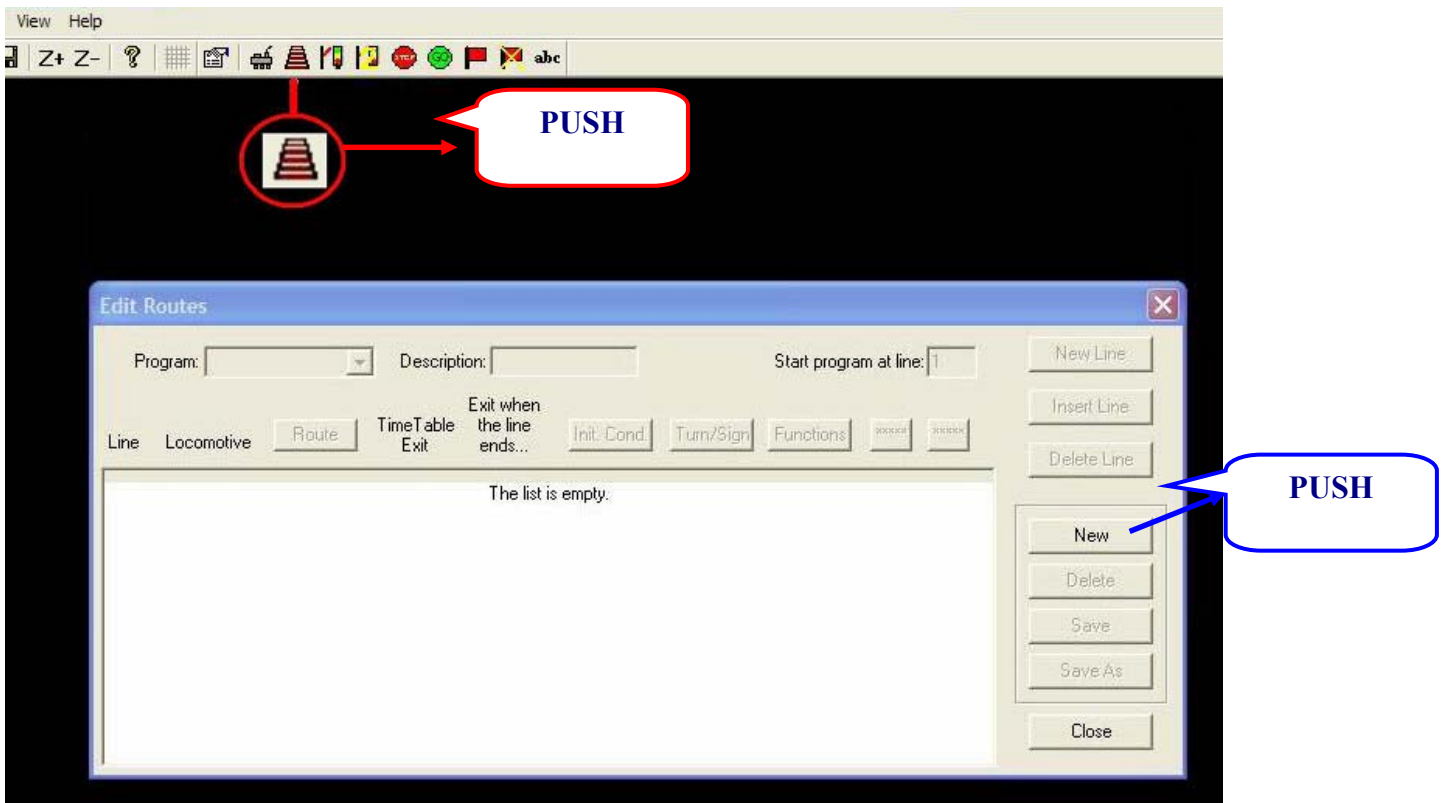 View Help
Z+ Z- ? STOP GO abc
PUSH
Edit Routes
Program: Description: Start program at line: 1 New Line
Line Locomotive Route TimeTable Exit Exit when the line ends... Init. Cond. Turn/Sign Functions ***** ***** Insert Line
Delete Line
The list is empty.
PUSH
New
Delete
Save
Save As
Close